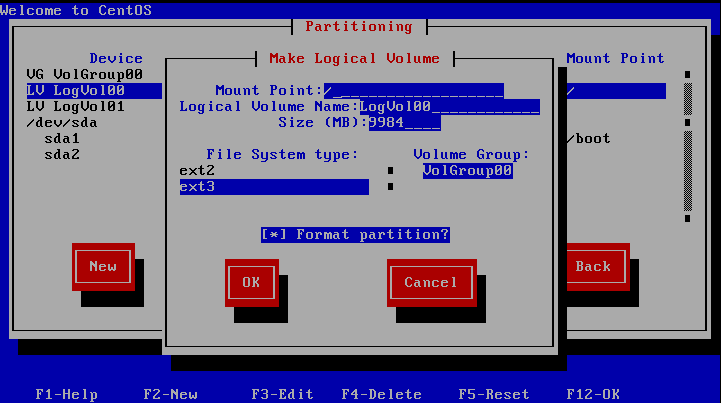 Welcome to CentOS
Partitioning
Device Mount Point
VG VolGroup00
LV LogVol00 /
LV LogVol01
/dev/sda
sda1 /boot
sda2
Make Logical Volume
Mount Point:/__________________
Logical Volume Name:LogVol00____________
Size (MB):9984____
File System type: Volume Group:
ext2 VolGroup00
ext3
[*] Format partition?
New OK Cancel Back
F1-Help F2-New F3-Edit F4-Delete F5-Reset F12-OK